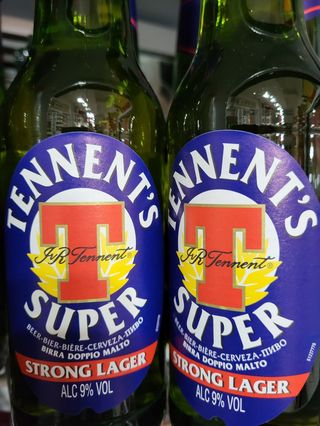 TENNENT'S
J&R Tennent
T
SUPER
BEER-BIER-BIÈRE-CERVEZA-ПИВО
BIRRA DOPPIO MALTO
STRONG LAGER
ALC 9% VOL
TENNENT'S
J&R Tennent
T
SUPER
BEER-BIER-BIÈRE-CERVEZA-ПИВО
BIRRA DOPPIO MALTO
STRONG LAGER
ALC 9% VOL